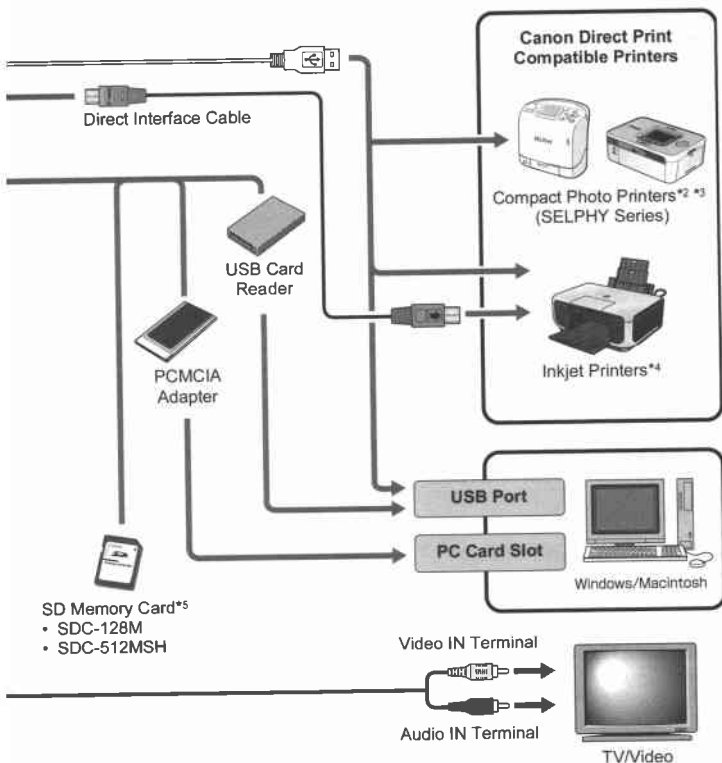 Canon Direct Print
Compatible Printers
Direct Interface Cable
Compact Photo Printers*2 *3
(SELPHY Series)
USB Card
Reader
PCMCIA
Adapter
Inkjet Printers*4
USB Port
PC Card Slot
Windows/Macintosh
SD Memory Card*5
• SDC-128M
• SDC-512MSH
Video IN Terminal
Audio IN Terminal
TV/Video